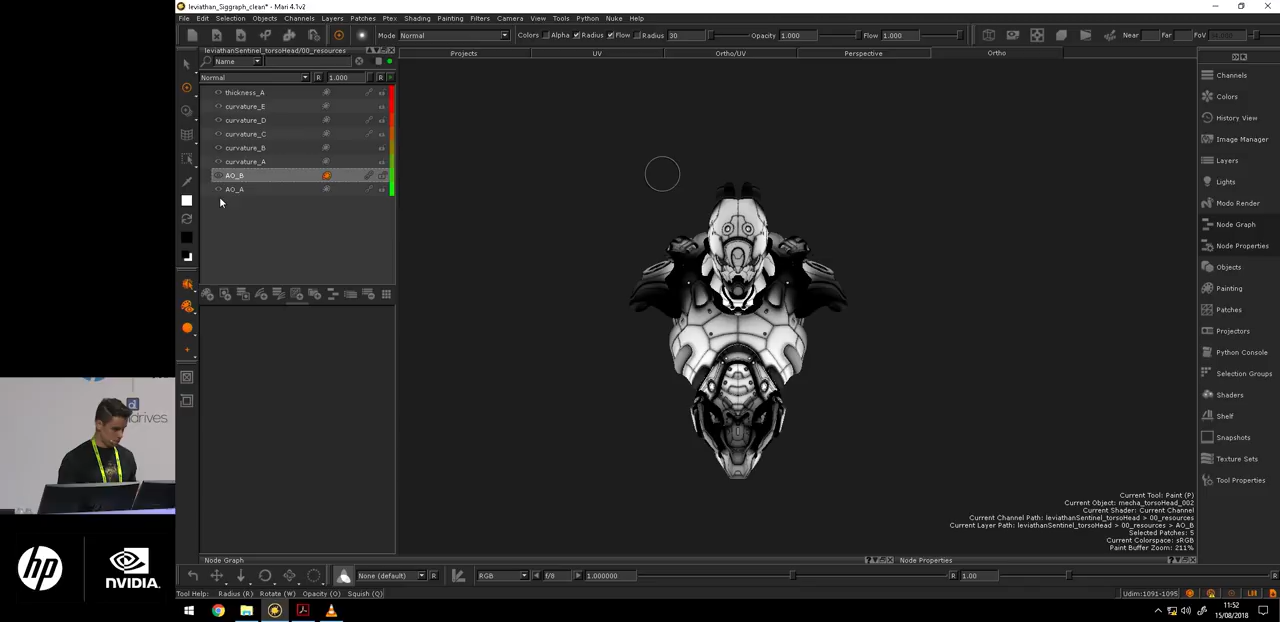 leviathan_Siggraph_clean* - Mari 4.1v2
File Edit Selection Objects Channels Layers Patches Ptex Shading Painting Filters Camera View Tools Python Nuke Help
Mode Normal Colors Alpha Radius Flow Radius 30 Opacity 1.000 Flow 1.000 Near Far FoV
leviathanSentinel_torsoHead/00_resources
Name
Normal R 1.000 R
thickness_A
curvature_E
curvature_D
curvature_C
curvature_B
curvature_A
AO_B
AO_A
Projects UV Ortho/UV Perspective Ortho
Channels
Colors
History View
Image Manager
Layers
Lights
Modo Render
Node Graph
Node Properties
Objects
Painting
Patches
Projectors
Python Console
Selection Groups
Shaders
Shelf
Snapshots
Texture Sets
Tool Properties
Current Tool: Paint (P)
Current Object: mecha_torsoHead_002
Current Shader: Current Channel
Current Channel Path: leviathanSentinel_torsoHead > 00_resources
Current Layer Path: leviathanSentinel_torsoHead > 00_resources > AO_B
Selected Patches: 5
Current Colorspace: sRGB
Paint Buffer Zoom: 211%
Node Graph Node Properties
None (default) R RGB f/8 1.000000 R 1.00 R
Tool Help: Radius (R) Rotate (W) Opacity (O) Squish (Q) Udim:1091-1095
11:52
15/08/2018
d
drives
hp
NVIDIA.